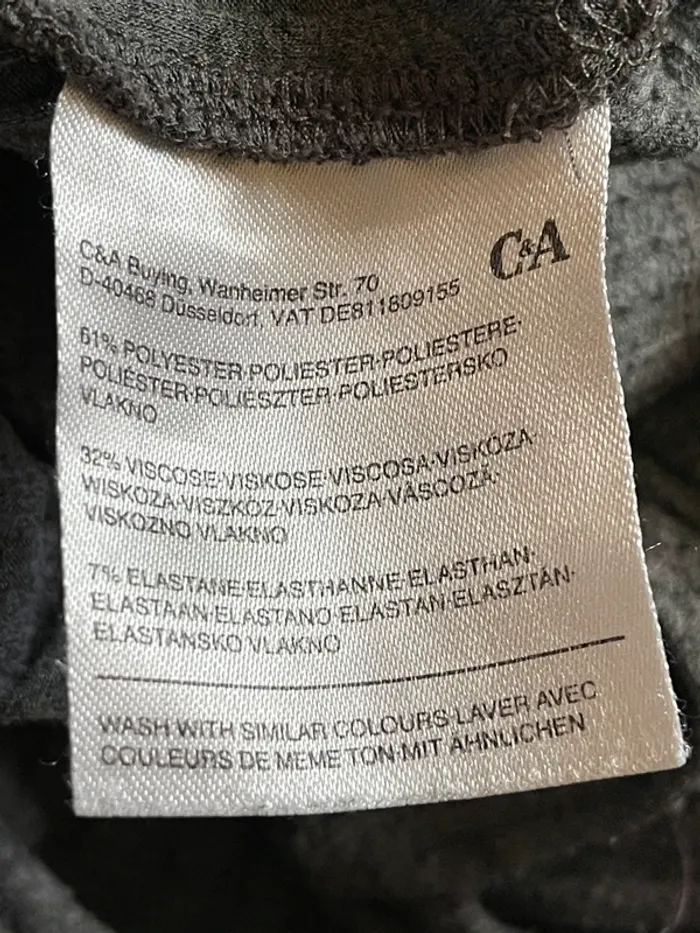 C&A
C&A Buying, Wanheimer Str. 70
D-40468 Düsseldorf, VAT DE811809155
61% POLYESTER·POLIESTER·POLIESTERE·
POLIÉSTER·POLIESZTER·POLIESTERSKO
VLAKNO
32% VISCOSE·VISKOSE·VISCOSA·VISKÓZA
WISKOZA·VISZKÓZ·VISKOZA·VÂSCOZĂ·
VISKOZNO VLAKNO
7% ELASTANE·ELASTHANNE·ELASTHAN·
ELASTAAN·ELASTANO·ELASTAN·ELASZTÁN·
ELASTANSKO VLAKNO
WASH WITH SIMILAR COLOURS·LAVER AVEC
COULEURS DE MEME TON·MIT ÄHNLICHEN